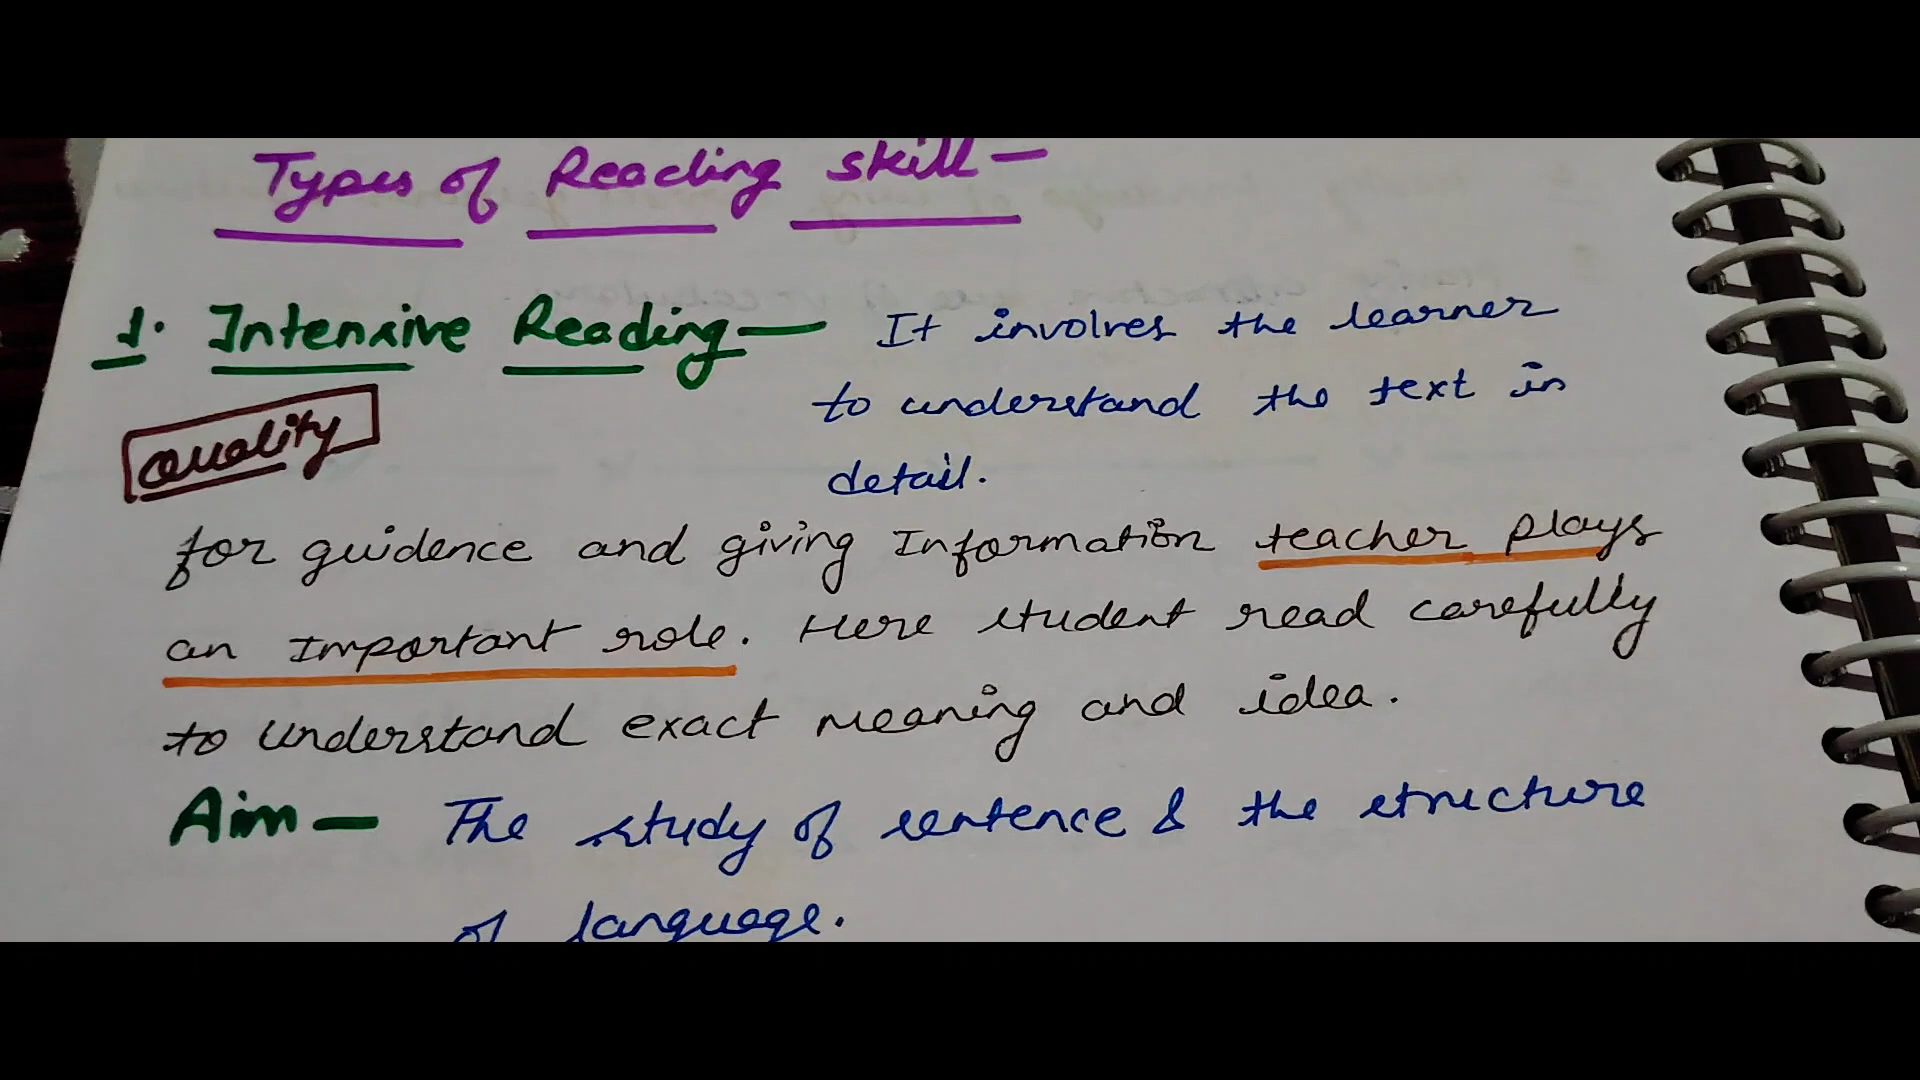 Types of Reading skill-
1. Intensive Reading- It involves the learner
Quality
to understand the text in
detail.
for guidence and giving Information teacher plays
an Important role. Here student read carefully
to understand exact meaning and idea.
Aim- The study of sentence & the structure
of language.